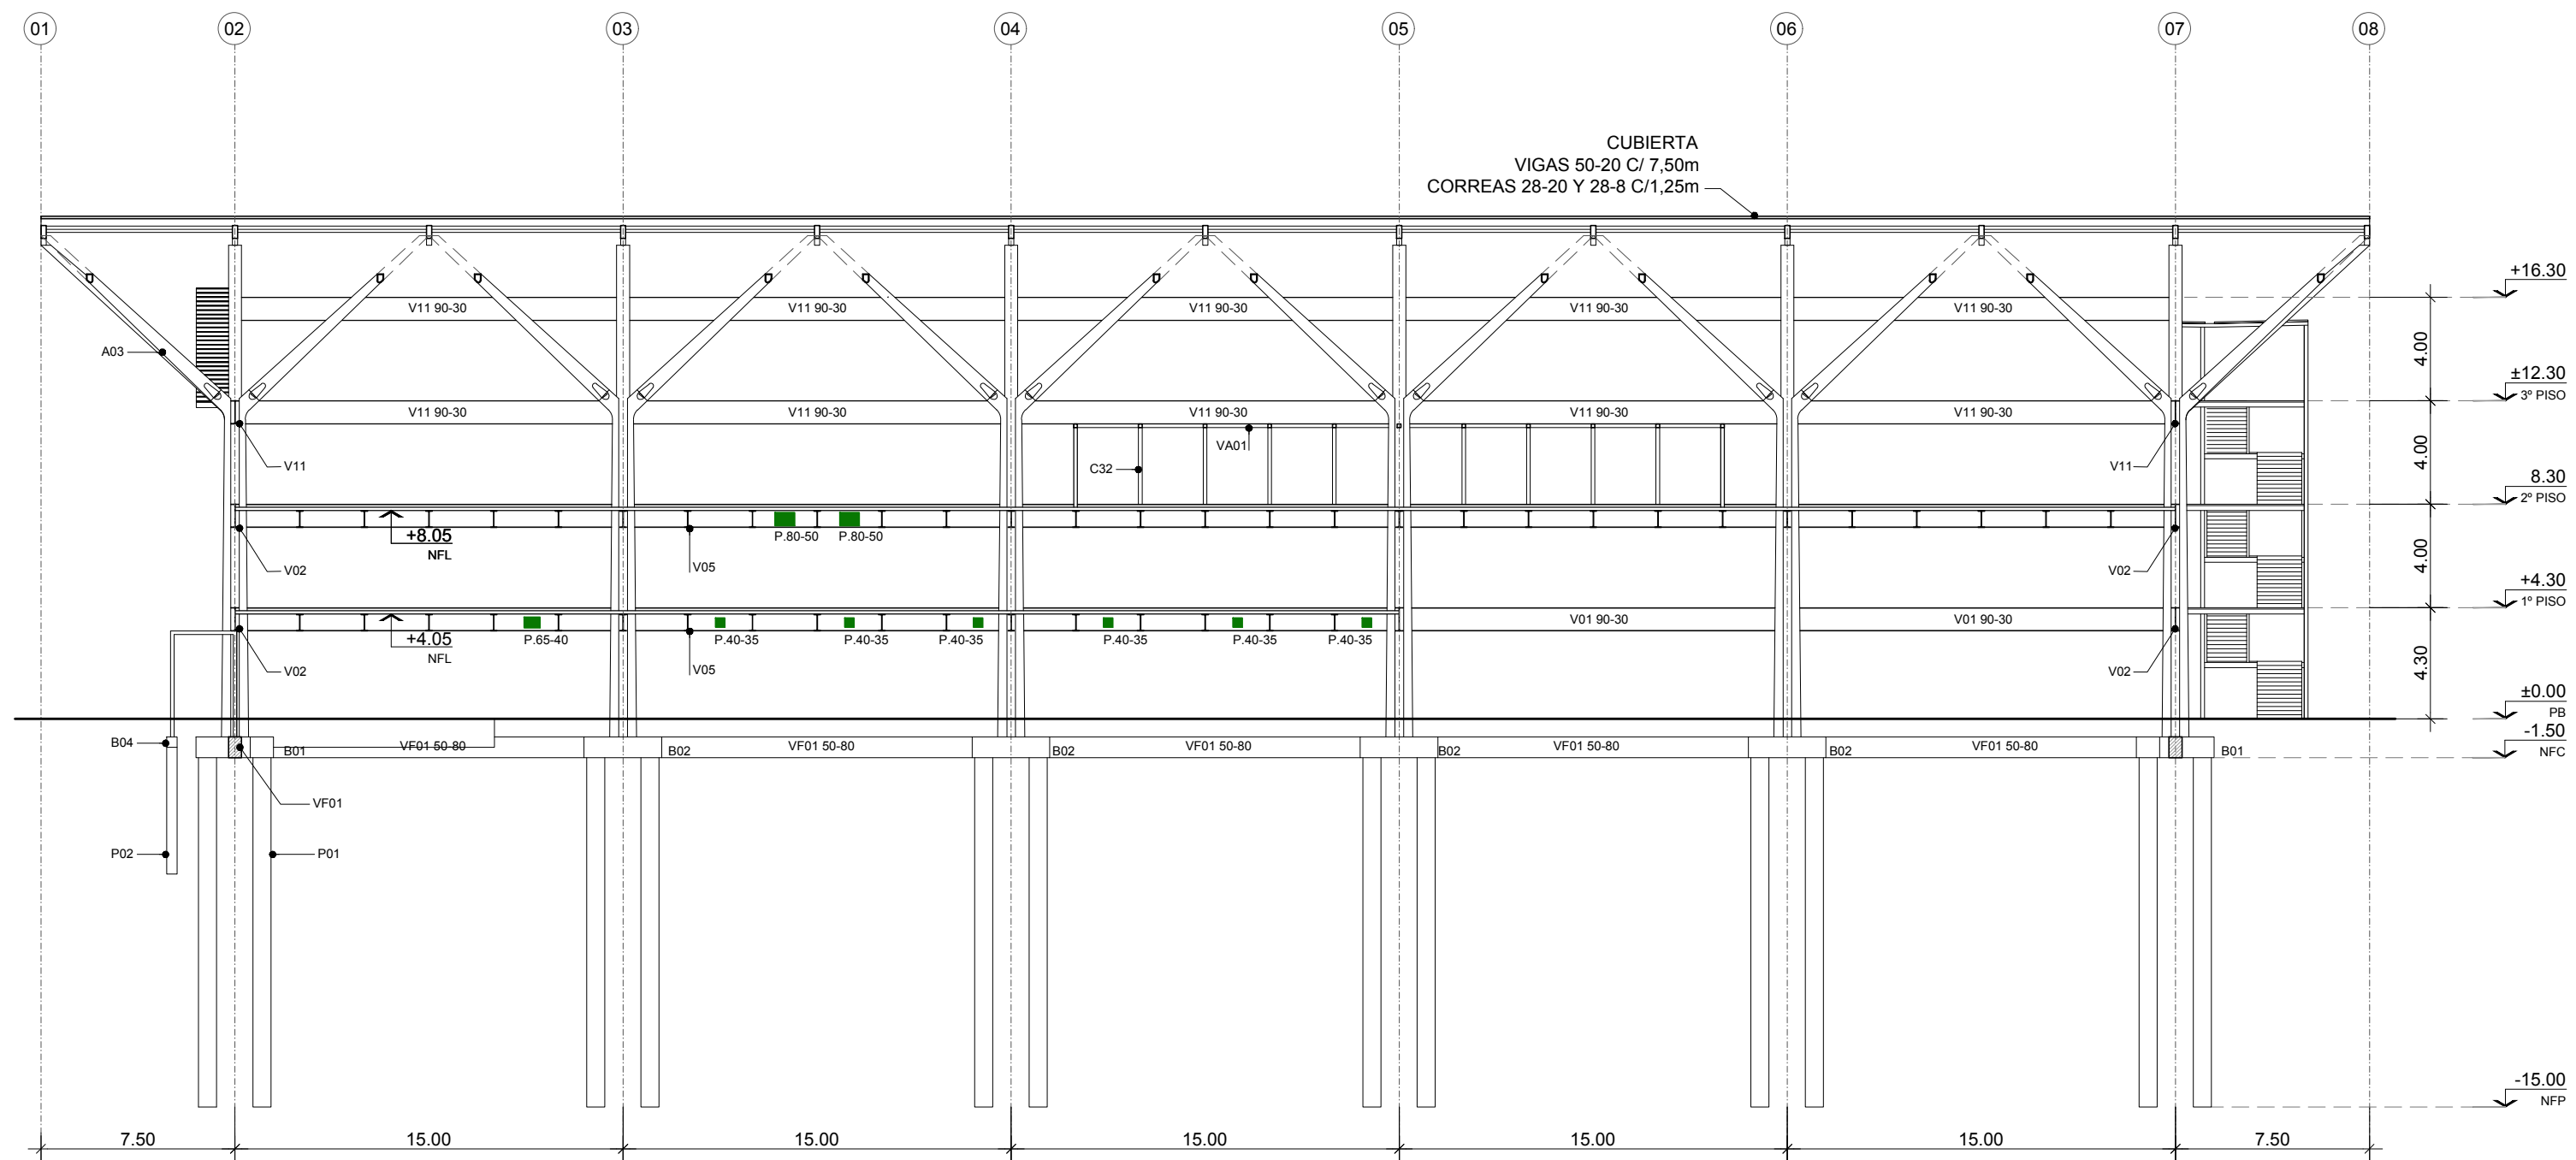 01 02 03 04 05 06 07 08
CUBIERTA
VIGAS 50-20 C/ 7,50m
CORREAS 28-20 Y 28-8 C/1,25m
+16.30
V11 90-30 V11 90-30 V11 90-30 V11 90-30 V11 90-30
A03
4.00
±12.30
3º PISO
V11 90-30 V11 90-30 V11 90-30 V11 90-30 V11 90-30
VA01
V11
C32
V11
4.00
8.30
2º PISO
+8.05
NFL
P.80-50 P.80-50
V02
V05
V02
4.00
+4.30
1º PISO
V01 90-30 V01 90-30
+4.05
NFL
P.65-40 P.40-35 P.40-35 P.40-35 P.40-35 P.40-35 P.40-35
V02
V05
V02
4.30
±0.00
PB
-1.50
NFC
B04
B01 VF01 50-80 B02 VF01 50-80 B02 VF01 50-80 B02 VF01 50-80 B02 VF01 50-80 B01
VF01
P02
P01
-15.00
NFP
7.50 15.00 15.00 15.00 15.00 15.00 7.50